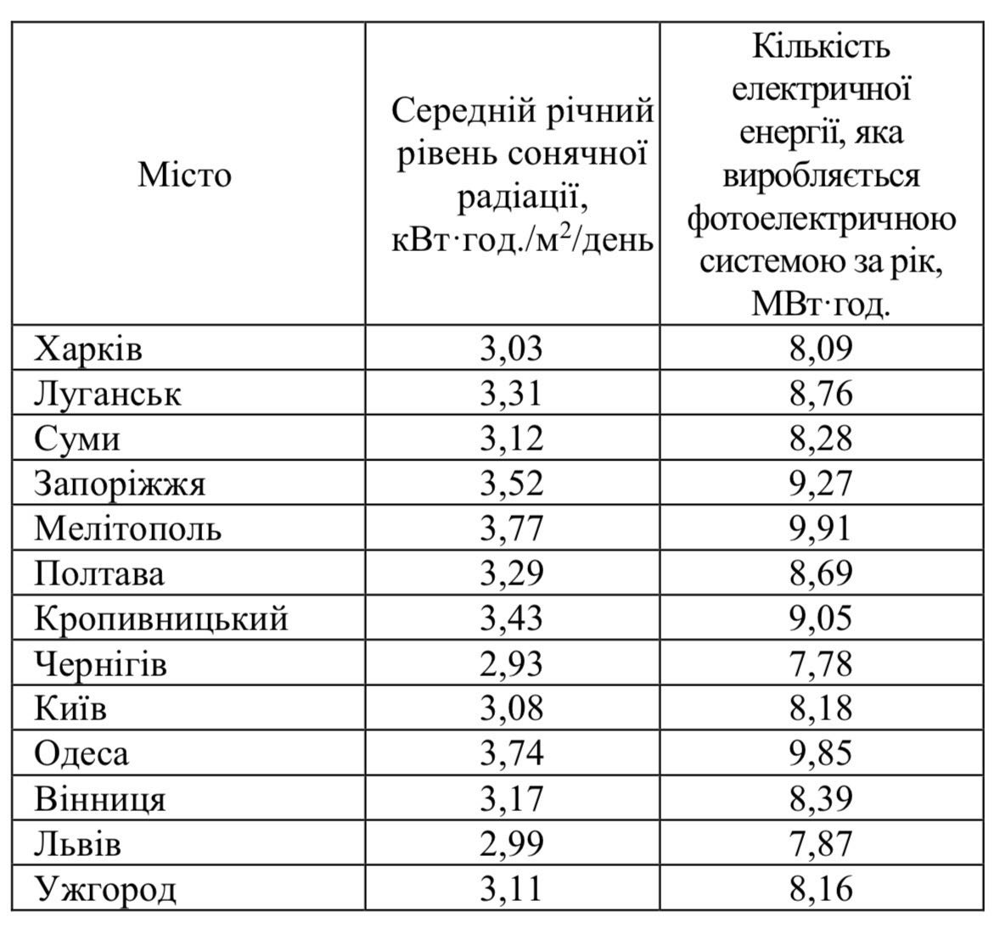 Місто
Середній річний
рівень сонячної
радіації,
кВт·год./м²/день
Кількість
електричної
енергії, яка
виробляється
фотоелектричною
системою за рік,
МВт·год.
Харків 3,03 8,09
Луганськ 3,31 8,76
Суми 3,12 8,28
Запоріжжя 3,52 9,27
Мелітополь 3,77 9,91
Полтава 3,29 8,69
Кропивницький 3,43 9,05
Чернігів 2,93 7,78
Київ 3,08 8,18
Одеса 3,74 9,85
Вінниця 3,17 8,39
Львів 2,99 7,87
Ужгород 3,11 8,16